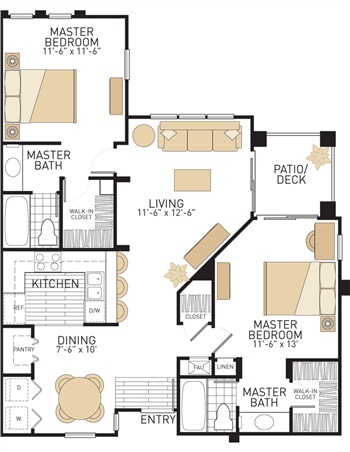 MASTER
BEDROOM
11'-6" x 11'-6"
MASTER
BATH
WALK-IN
CLOSET
PATIO/
DECK
LIVING
11'-6" x 12'-6"
KITCHEN
REF.
D/W
CLOSET
DINING
7'-6" x 10'
PANTRY
MASTER
BEDROOM
11'-6" x 13'
FAU
LINEN
D
W
ENTRY
MASTER
BATH
WALK-IN
CLOSET